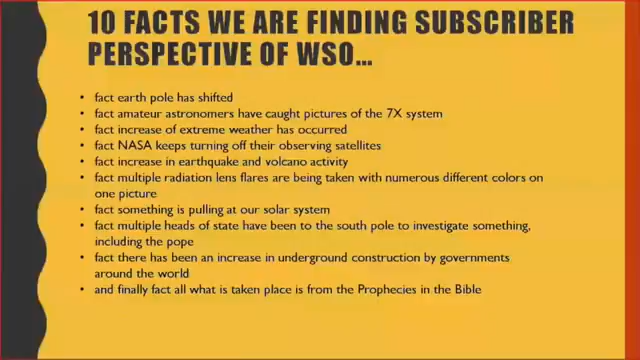 10 FACTS WE ARE FINDING SUBSCRIBER
PERSPECTIVE OF WSO...
• fact earth pole has shifted
• fact amateur astronomers have caught pictures of the 7X system
• fact increase of extreme weather has occurred
• fact NASA keeps turning off their observing satellites
• fact increase in earthquake and volcano activity
• fact multiple radiation lens flares are being taken with numerous different colors on
one picture
• fact something is pulling at our solar system
• fact multiple heads of state have been to the south pole to investigate something,
including the pope
• fact there has been an increase in underground construction by governments
around the world
• and finally fact all what is taken place is from the Prophecies in the Bible